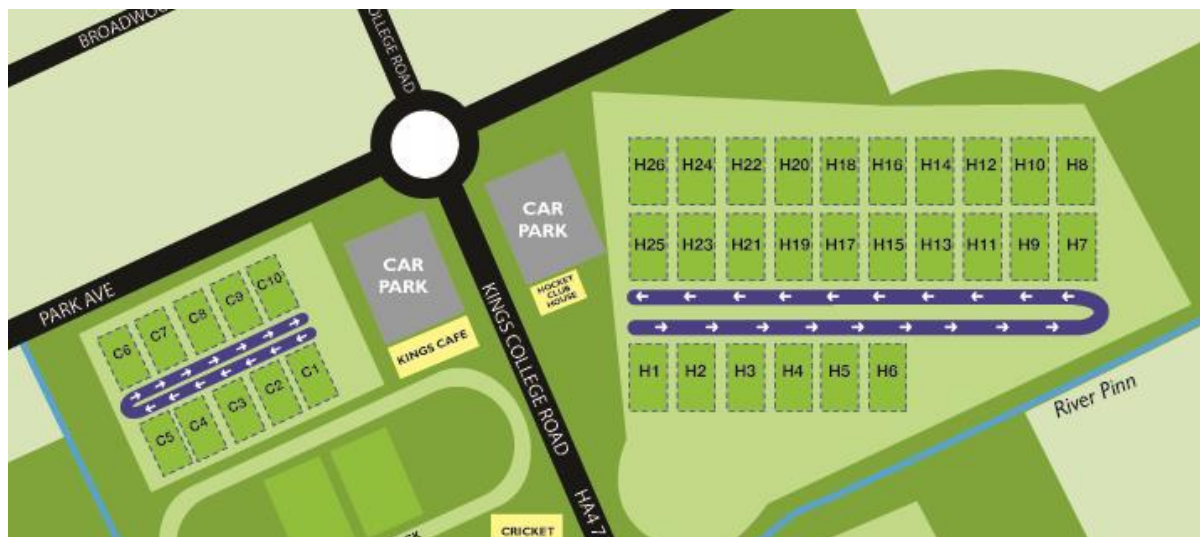 BROADWOO
COLLEGE ROAD
PARK AVE
CAR
PARK
KINGS CAFE
CAR
PARK
HOCKEY
CLUB
HOUSE
KINGS COLLEGE ROAD
HA4 7
CRICKET
River Pinn
C6 C7 C8 C9 C10
C5 C4 C3 C2 C1
H26 H24 H22 H20 H18 H16 H14 H12 H10 H8
H25 H23 H21 H19 H17 H15 H13 H11 H9 H7
H1 H2 H3 H4 H5 H6